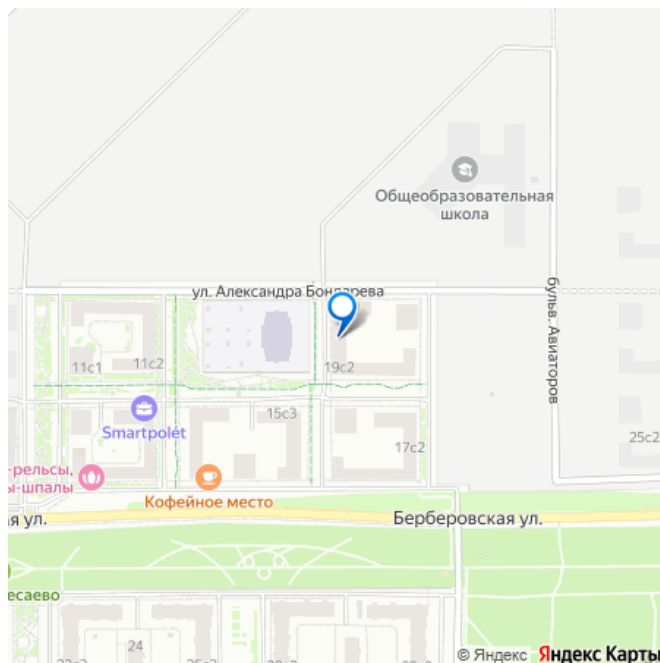 Общеобразовательная
школа
ул. Александра Бондарева
бульв. Авиаторов
11с1
11с2
19с2
15с3
Smartpolét
17с2
25с2
-рельсы,
ы-шпалы
Кофейное место
ая ул.
Берберовская ул.
есаево
24
© Яндекс Яндекс Карты